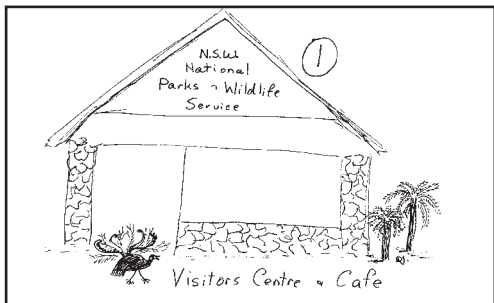 N.S.W
National
Parks & Wildlife
Service
1
Visitors Centre & Cafe